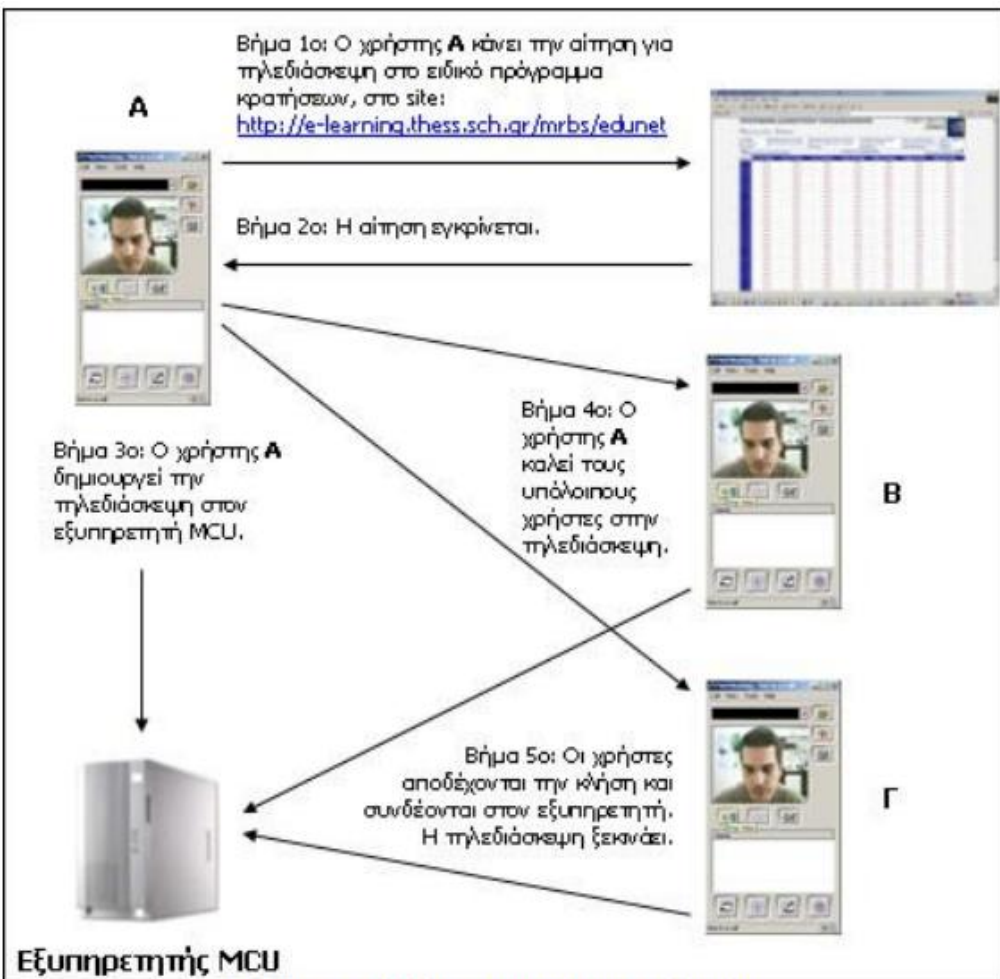 Βήμα 1ο: Ο χρήστης Α κάνει την αίτηση για
τηλεδιάσκεψη στο ειδικό πρόγραμμα
κρατήσεων, στο site:
http://e-learning.thess.sch.gr/mrbs/edunet
Α
Βήμα 2ο: Η αίτηση εγκρίνεται.
Βήμα 3ο: Ο χρήστης Α
δημιουργεί την
τηλεδιάσκεψη στον
εξυπηρετητή MCU.
Βήμα 4ο: Ο
χρήστης Α
καλεί τους
υπόλοιπους
χρήστες στην
τηλεδιάσκεψη.
Β
Βήμα 5ο: Οι χρήστες
αποδέχονται την κλήση και
συνδέονται στον εξυπηρετητή.
Η τηλεδιάσκεψη ξεκινάει.
Γ
Εξυπηρετητής MCU